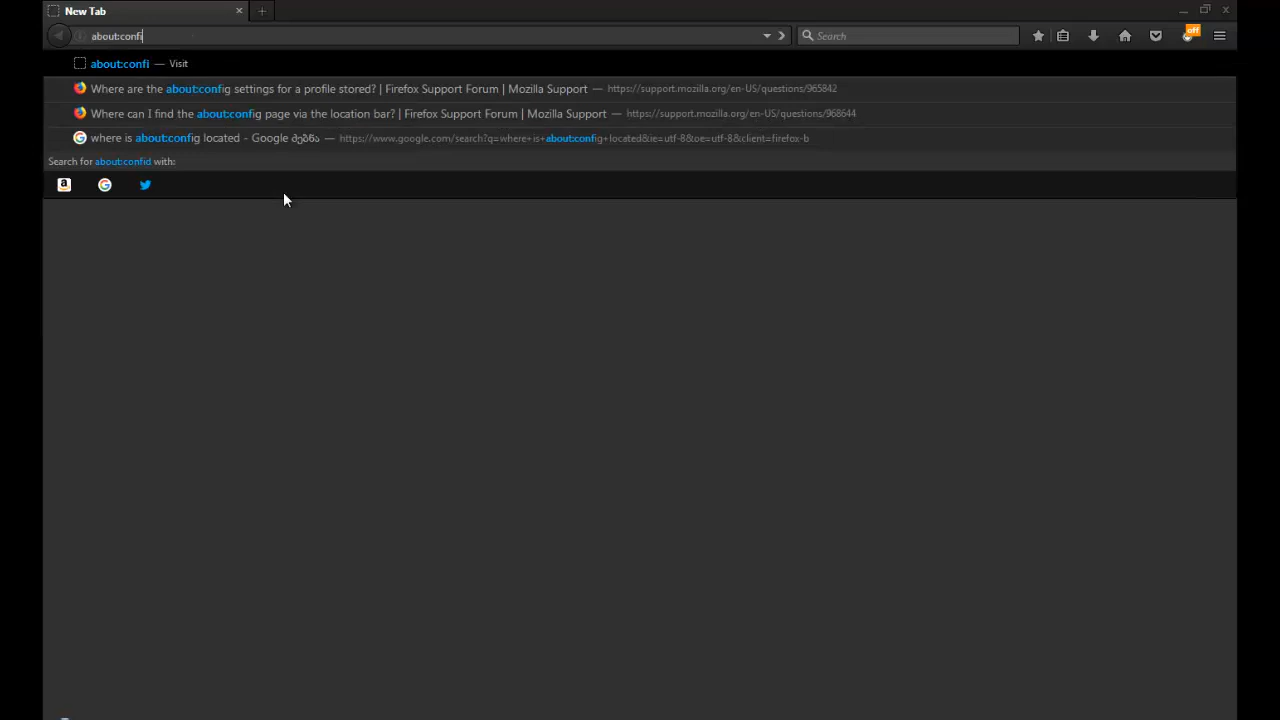 New Tab
about:confi
Search
off
about:confi — Visit
Where are the about:config settings for a profile stored? | Firefox Support Forum | Mozilla Support — https://support.mozilla.org/en-US/questions/965842
Where can I find the about:config page via the location bar? | Firefox Support Forum | Mozilla Support — https://support.mozilla.org/en-US/questions/968644
where is about:config located - Google ძებნა — https://www.google.com/search?q=where+is+about:config+located&ie=utf-8&oe=utf-8&client=firefox-b
Search for about:confid with: